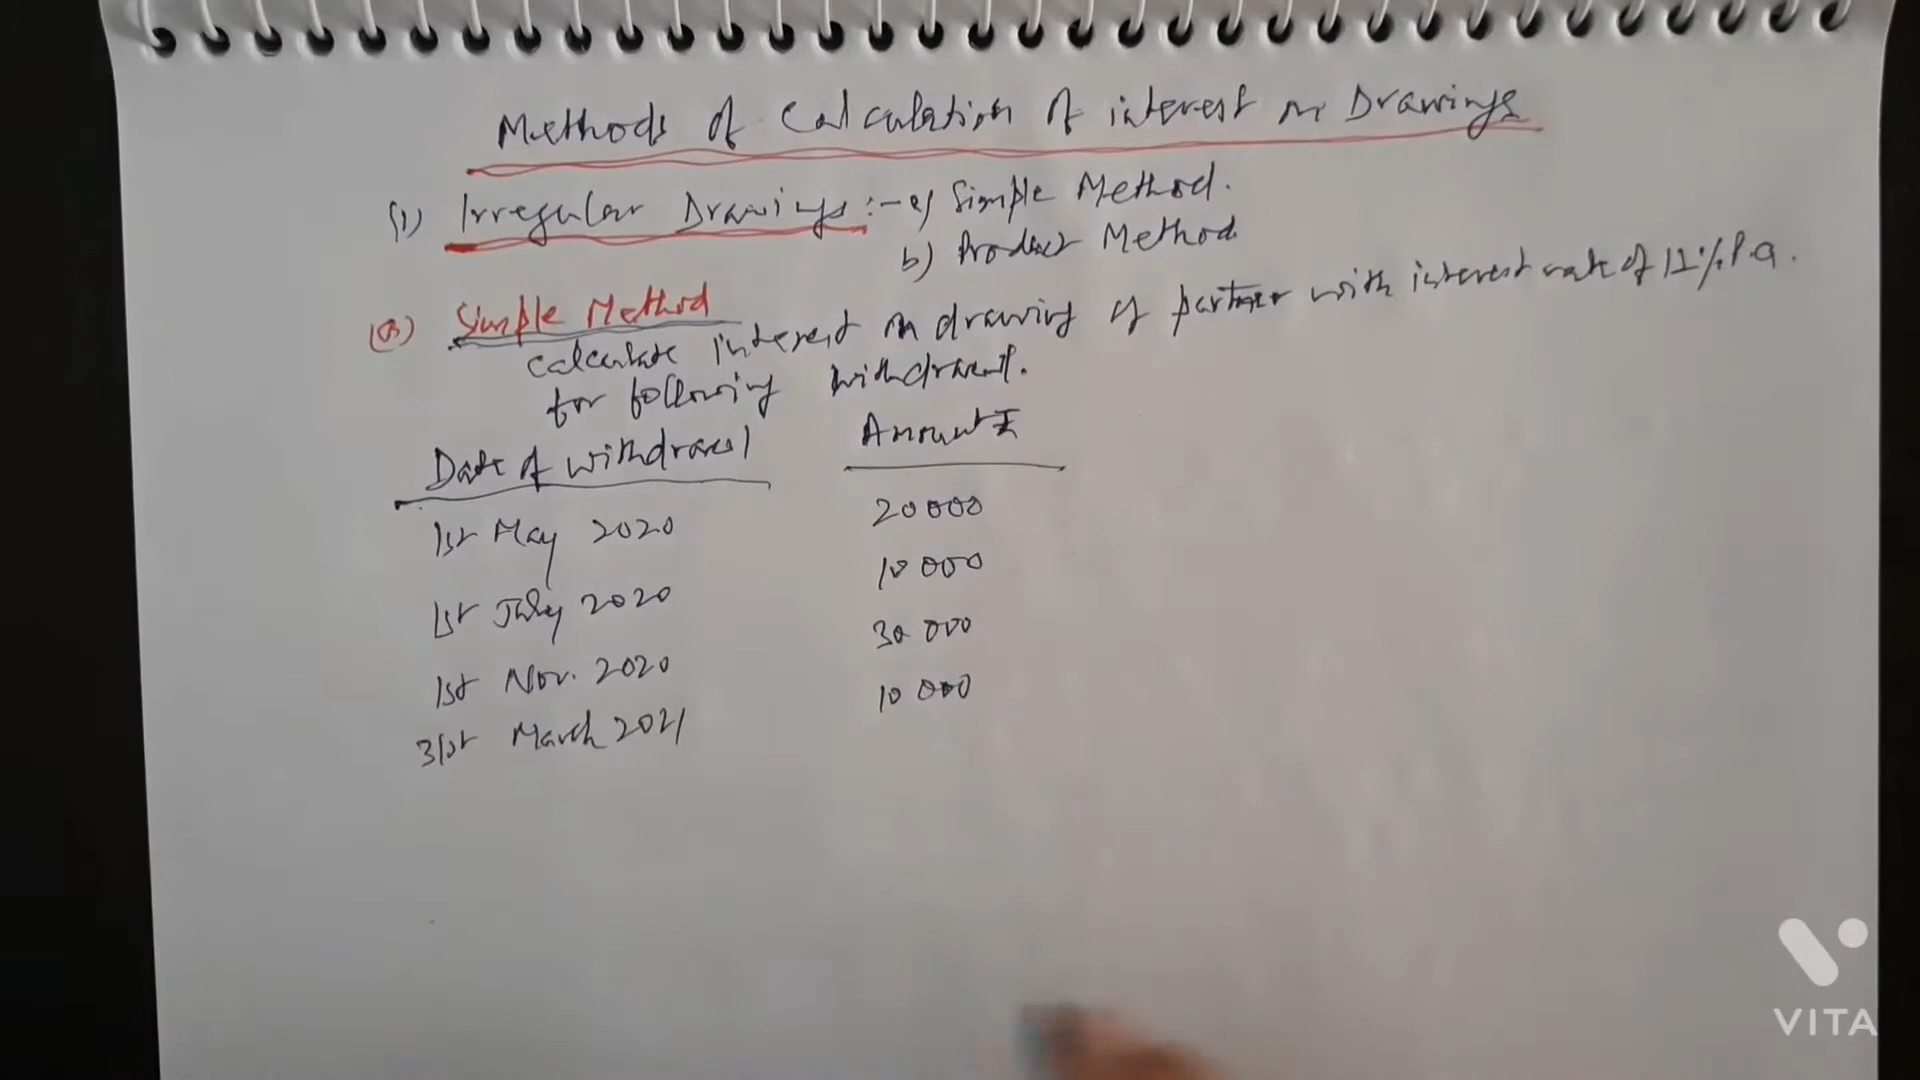 Methods of Calculation of interest on Drawings
(1) Irregular Drawings :- a) Simple Method.
b) Product Method
(a) Simple Method
calculate interest on drawing of partner with interest rate of 12% P.a.
for following withdrawal.
Date of withdrawal Amount ₹
1st May 2020 20000
1st July 2020 10000
1st Nov. 2020 30000
31st March 2021 10000
VITA